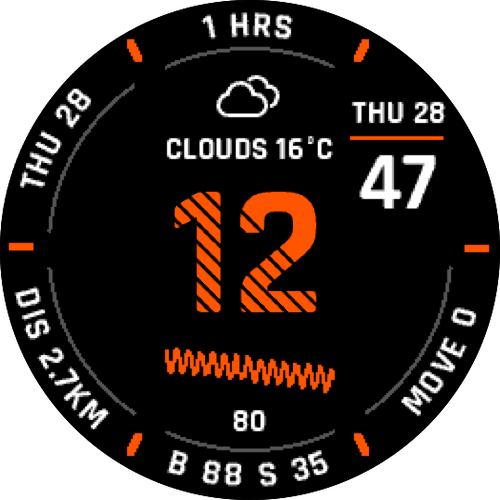 1 HRS
THU 28
CLOUDS 16°C
THU 28
47
12
DIS 2.7KM
MOVE 0
80
B 88 S 35